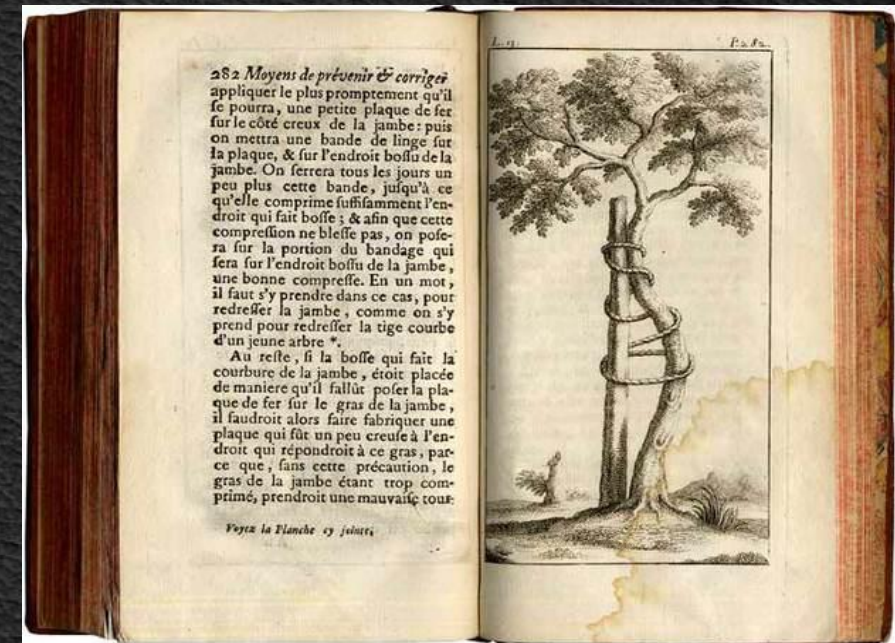 282 Moyens de prévenir & corriger
appliquer le plus promptement qu'il
se pourra, une petite plaque de fer
sur le côté creux de la jambe : puis
on mettra une bande de linge sur
la plaque, & sur l'endroit bossu de la
jambe. On serrera tous les jours un
peu plus cette bande, jusqu'à ce
qu'elle comprime suffisamment l'en-
droit qui fait bosse ; & afin que cette
compression ne blesse pas, on pose-
ra sur la portion du bandage qui
sera sur l'endroit bossu de la jambe,
une bonne compresse. En un mot,
il faut s'y prendre dans ce cas, pour
redresser la jambe, comme on s'y
prend pour redresser la tige courbe
d'un jeune arbre *.
Au reste, si la bosse qui fait la
courbure de la jambe, étoit placée
de maniere qu'il fallût poser la pla-
que de fer sur le gras de la jambe,
il faudroit alors faire fabriquer une
plaque qui fût un peu creuse à l'en-
droit qui répondroit à ce gras, par-
ce que, sans cette précaution, le
gras de la jambe étant trop com-
primé, prendroit une mauvaise tour-
Voyez la Planche cy jointe,
P. 282.